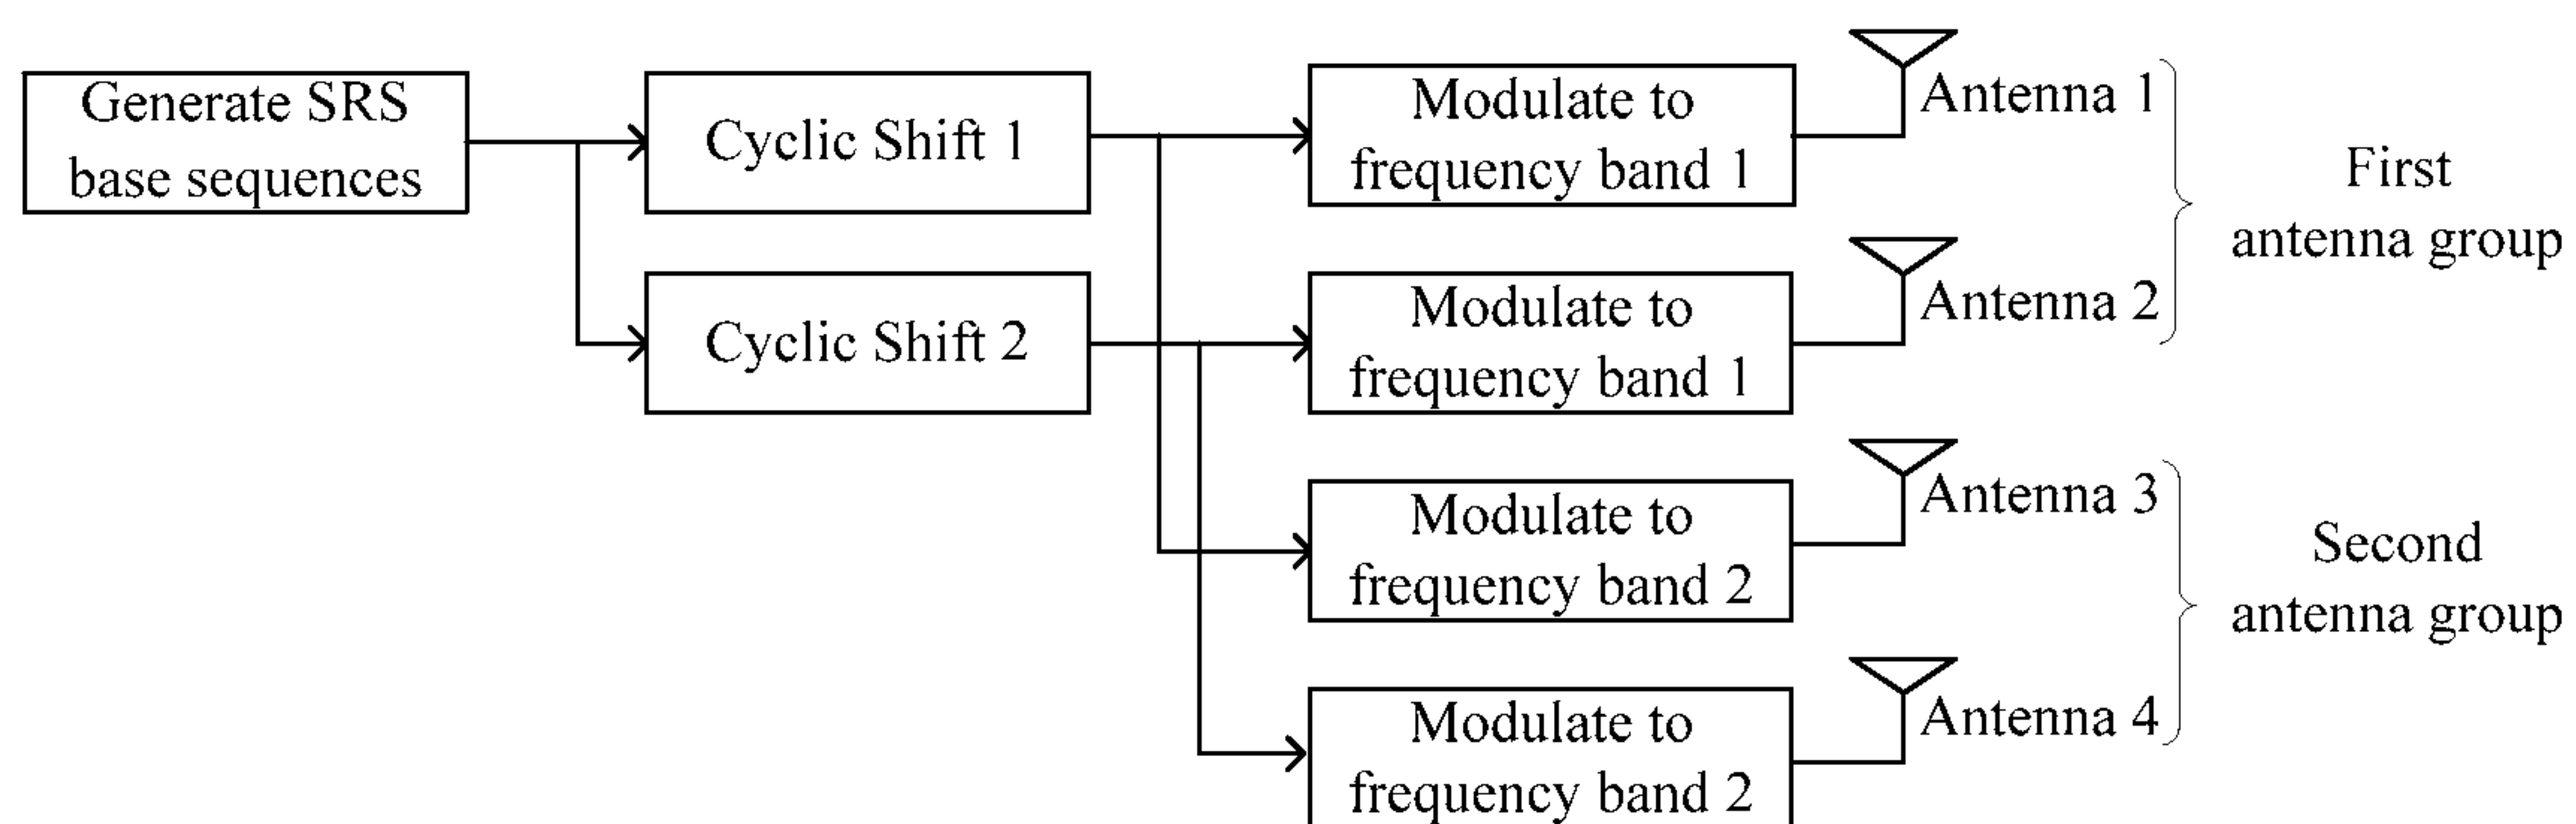 Generate SRS
base sequences
Cyclic Shift 1
Cyclic Shift 2
Modulate to
frequency band 1
Modulate to
frequency band 1
Modulate to
frequency band 2
Modulate to
frequency band 2
Antenna 1
Antenna 2
Antenna 3
Antenna 4
First
antenna group
Second
antenna group